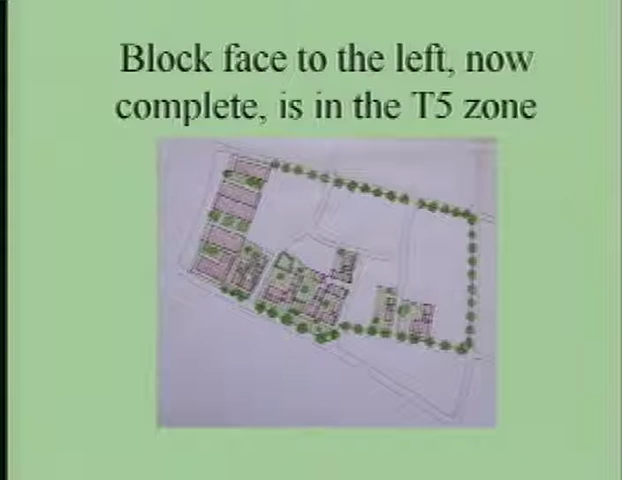 Block face to the left, now
complete, is in the T5 zone